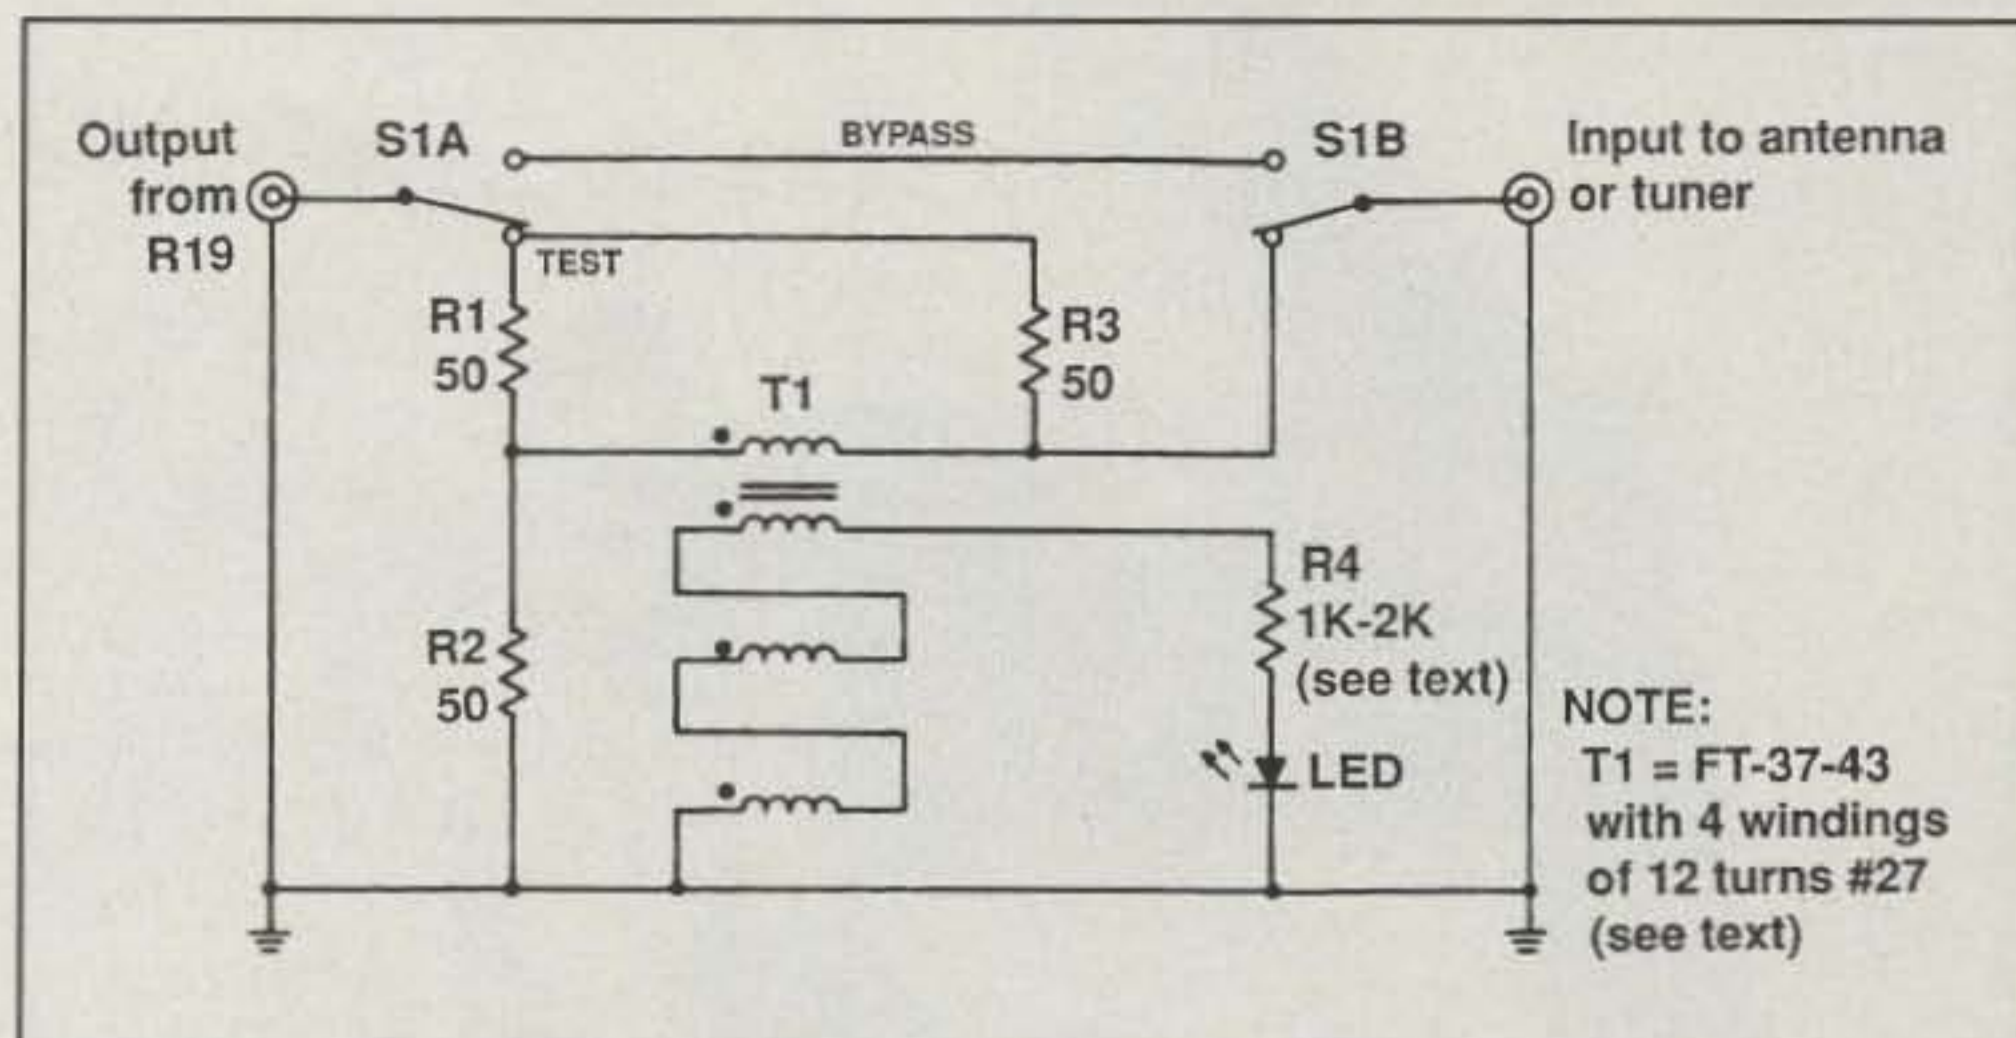 Output
from
R19
S1A
BYPASS
S1B
Input to antenna
or tuner
TEST
R1
50
R3
50
T1
R2
50
R4
1K-2K
(see text)
LED
NOTE:
T1 = FT-37-43
with 4 windings
of 12 turns #27
(see text)